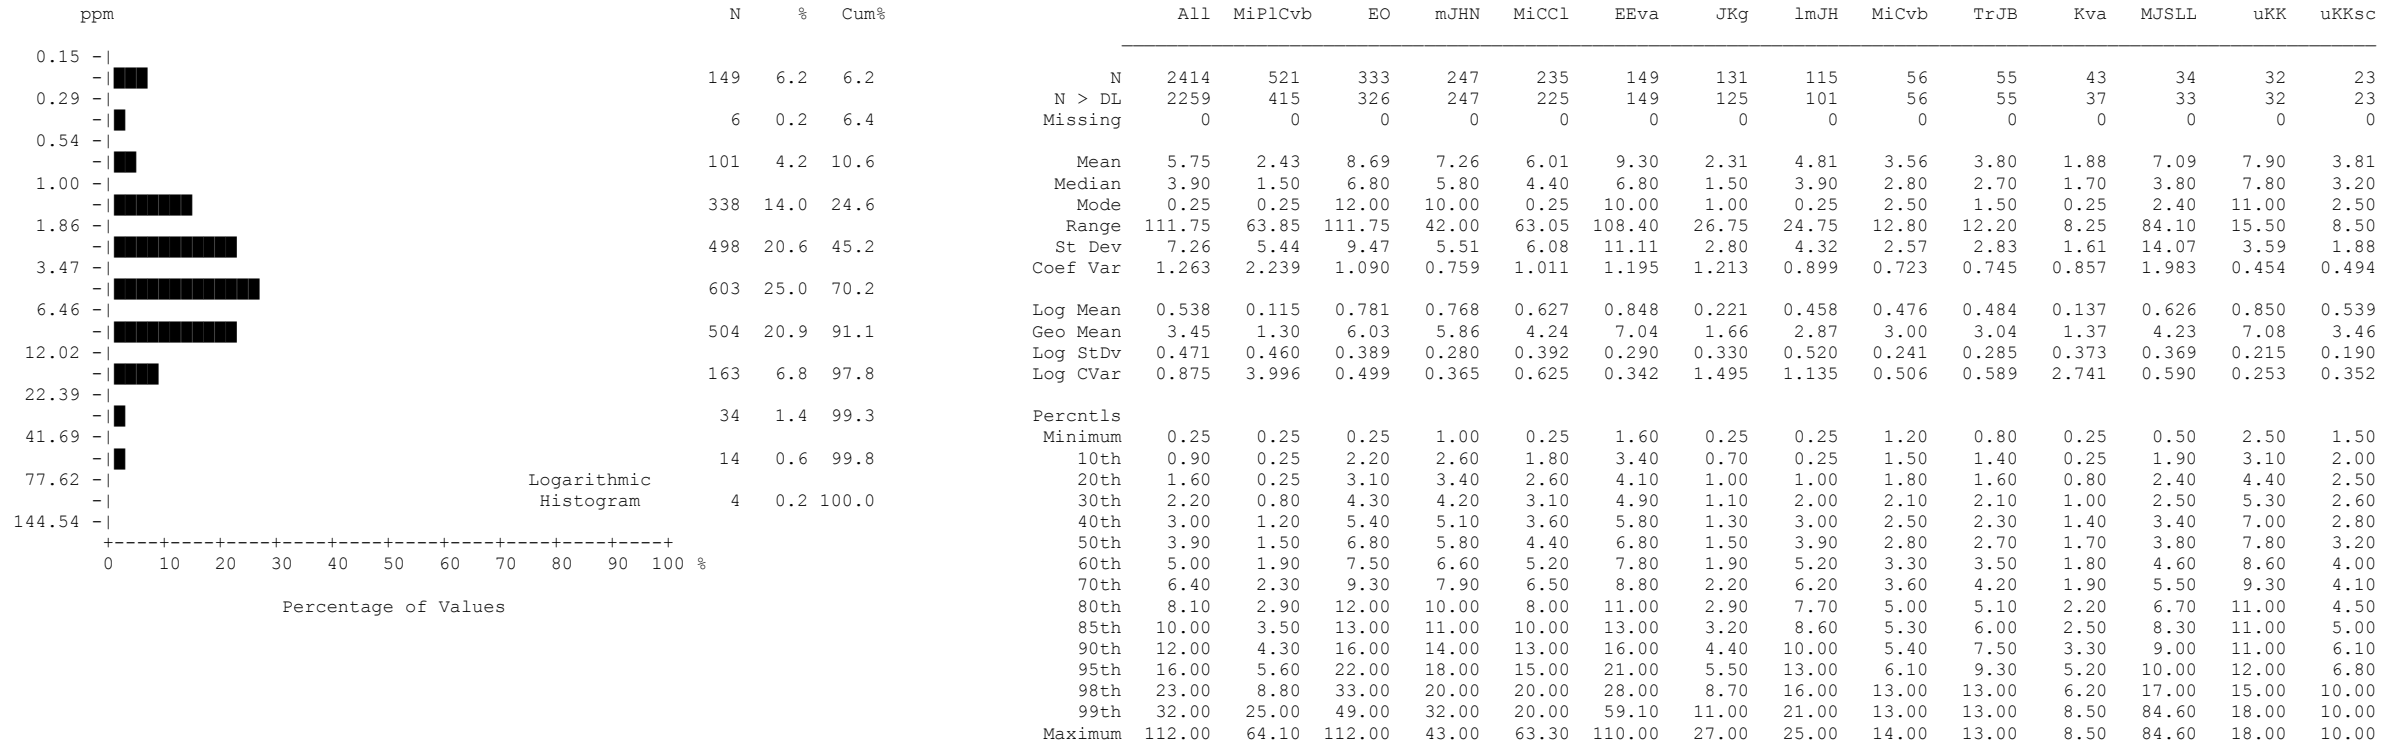 ppm N % Cum% All MiPlCvb EO mJHN MiCCl EEva JKg lmJH MiCvb TrJB Kva MJSLL uKK uKKsc
0.15 -|
-| 149 6.2 6.2 N 2414 521 333 247 235 149 131 115 56 55 43 34 32 23
0.29 -| N > DL 2259 415 326 247 225 149 125 101 56 55 37 33 32 23
-| 6 0.2 6.4 Missing 0 0 0 0 0 0 0 0 0 0 0 0 0 0
0.54 -|
-| 101 4.2 10.6 Mean 5.75 2.43 8.69 7.26 6.01 9.30 2.31 4.81 3.56 3.80 1.88 7.09 7.90 3.81
1.00 -| Median 3.90 1.50 6.80 5.80 4.40 6.80 1.50 3.90 2.80 2.70 1.70 3.80 7.80 3.20
-| 338 14.0 24.6 Mode 0.25 0.25 12.00 10.00 0.25 10.00 1.00 0.25 2.50 1.50 0.25 2.40 11.00 2.50
1.86 -| Range 111.75 63.85 111.75 42.00 63.05 108.40 26.75 24.75 12.80 12.20 8.25 84.10 15.50 8.50
-| 498 20.6 45.2 St Dev 7.26 5.44 9.47 5.51 6.08 11.11 2.80 4.32 2.57 2.83 1.61 14.07 3.59 1.88
3.47 -| Coef Var 1.263 2.239 1.090 0.759 1.011 1.195 1.213 0.899 0.723 0.745 0.857 1.983 0.454 0.494
-| 603 25.0 70.2
6.46 -| Log Mean 0.538 0.115 0.781 0.768 0.627 0.848 0.221 0.458 0.476 0.484 0.137 0.626 0.850 0.539
-| 504 20.9 91.1 Geo Mean 3.45 1.30 6.03 5.86 4.24 7.04 1.66 2.87 3.00 3.04 1.37 4.23 7.08 3.46
12.02 -| Log StDv 0.471 0.460 0.389 0.280 0.392 0.290 0.330 0.520 0.241 0.285 0.373 0.369 0.215 0.190
-| 163 6.8 97.8 Log CVar 0.875 3.996 0.499 0.365 0.625 0.342 1.495 1.135 0.506 0.589 2.741 0.590 0.253 0.352
22.39 -|
-| 34 1.4 99.3 Percntls
41.69 -| Minimum 0.25 0.25 0.25 1.00 0.25 1.60 0.25 0.25 1.20 0.80 0.25 0.50 2.50 1.50
-| 14 0.6 99.8 10th 0.90 0.25 2.20 2.60 1.80 3.40 0.70 0.25 1.50 1.40 0.25 1.90 3.10 2.00
77.62 -| Logarithmic 20th 1.60 0.25 3.10 3.40 2.60 4.10 1.00 1.00 1.80 1.60 0.80 2.40 4.40 2.50
-| Histogram 4 0.2 100.0 30th 2.20 0.80 4.30 4.20 3.10 4.90 1.10 2.00 2.10 2.10 1.00 2.50 5.30 2.60
144.54 -| 40th 3.00 1.20 5.40 5.10 3.60 5.80 1.30 3.00 2.50 2.30 1.40 3.40 7.00 2.80
+----+----+----+----+----+----+----+----+----+----+ 50th 3.90 1.50 6.80 5.80 4.40 6.80 1.50 3.90 2.80 2.70 1.70 3.80 7.80 3.20
0 10 20 30 40 50 60 70 80 90 100 % 60th 5.00 1.90 7.50 6.60 5.20 7.80 1.90 5.20 3.30 3.50 1.80 4.60 8.60 4.00
70th 6.40 2.30 9.30 7.90 6.50 8.80 2.20 6.20 3.60 4.20 1.90 5.50 9.30 4.10
Percentage of Values 80th 8.10 2.90 12.00 10.00 8.00 11.00 2.90 7.70 5.00 5.10 2.20 6.70 11.00 4.50
85th 10.00 3.50 13.00 11.00 10.00 13.00 3.20 8.60 5.30 6.00 2.50 8.30 11.00 5.00
90th 12.00 4.30 16.00 14.00 13.00 16.00 4.40 10.00 5.40 7.50 3.30 9.00 11.00 6.10
95th 16.00 5.60 22.00 18.00 15.00 21.00 5.50 13.00 6.10 9.30 5.20 10.00 12.00 6.80
98th 23.00 8.80 33.00 20.00 20.00 28.00 8.70 16.00 13.00 13.00 6.20 17.00 15.00 10.00
99th 32.00 25.00 49.00 32.00 20.00 59.10 11.00 21.00 13.00 13.00 8.50 84.60 18.00 10.00
Maximum 112.00 64.10 112.00 43.00 63.30 110.00 27.00 25.00 14.00 13.00 8.50 84.60 18.00 10.00